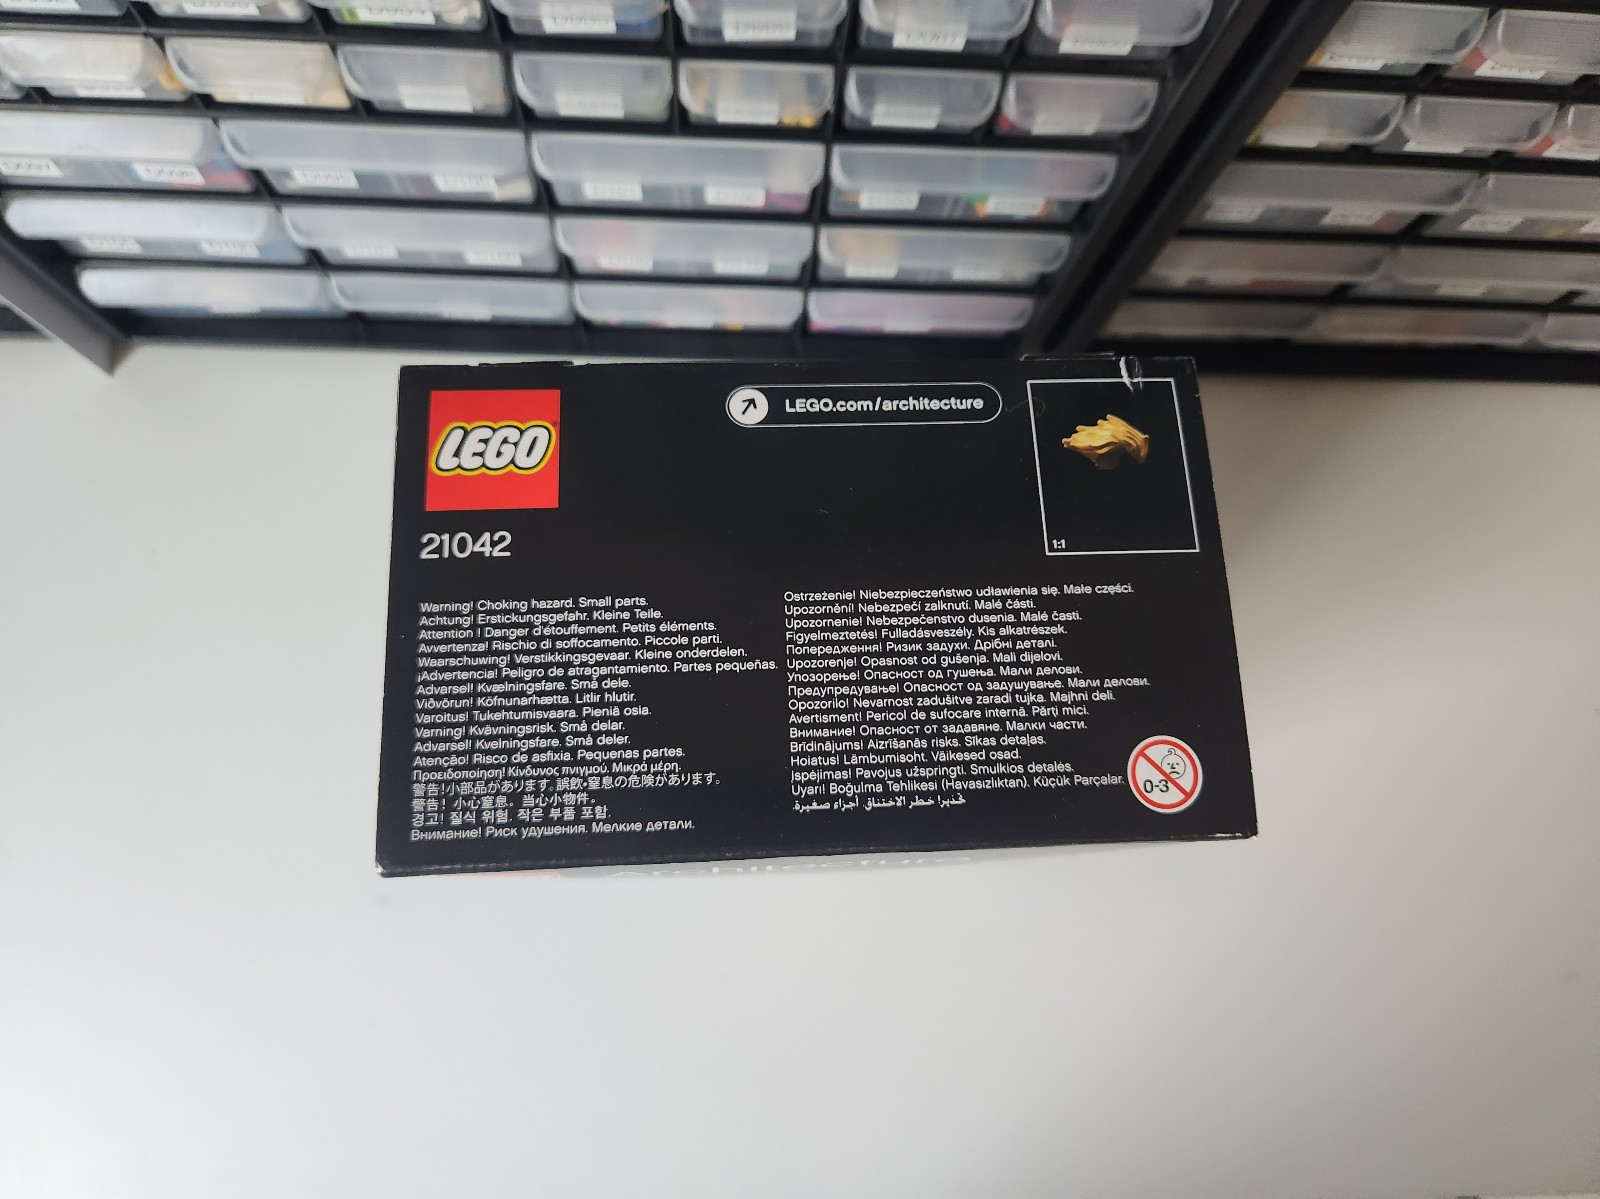 LEGO
21042
LEGO.com/architecture
1:1
Warning! Choking hazard. Small parts.
Achtung! Erstickungsgefahr. Kleine Teile.
Attention ! Danger d'étouffement. Petits éléments.
Avvertenza! Rischio di soffocamento. Piccole parti.
Waarschuwing! Verstikkingsgevaar. Kleine onderdelen.
¡Advertencia! Peligro de atragantamiento. Partes pequeñas.
Advarsel! Kvælningsfare. Små dele.
Viðvörun! Köfnunarhætta. Litlir hlutir.
Varoitus! Tukehtumisvaara. Pieniä osia.
Varning! Kvävningsrisk. Små delar.
Advarsel! Kvelningsfare. Små deler.
Atenção! Risco de asfixia. Pequenas partes.
Προειδοποίηση! Κίνδυνος πνιγμού. Μικρά μέρη.
警告!小部品があります。誤飲・窒息の危険があります。
警告! 小心窒息。当心小物件。
경고! 질식 위험. 작은 부품 포함.
Внимание! Риск удушения. Мелкие детали.
Ostrzeżenie! Niebezpieczeństwo udławienia się. Małe części.
Upozornění! Nebezpečí zalknutí. Malé části.
Upozornenie! Nebezpečenstvo dusenia. Malé časti.
Figyelmeztetés! Fulladásveszély. Kis alkatrészek.
Попередження! Ризик задухи. Дрібні деталі.
Upozorenje! Opasnost od gušenja. Mali dijelovi.
Упозорење! Опасност од гушења. Мали делови.
Предупредување! Опасност од задушување. Мали делови.
Opozorilo! Nevarnost zadušitve zaradi tujka. Majhni deli.
Avertisment! Pericol de sufocare internă. Părţi mici.
Внимание! Опасност от задавяне. Малки части.
Brīdinājums! Aizrīšanās risks. Sīkas detaļas.
Hoiatus! Lämbumisoht. Väikesed osad.
Įspėjimas! Pavojus užspringti. Smulkios detalės.
Uyarı! Boğulma Tehlikesi (Havasızlıktan). Küçük Parçalar.
تحذير! خطر الاختناق. أجزاء صغيرة.
0-3
Architecture